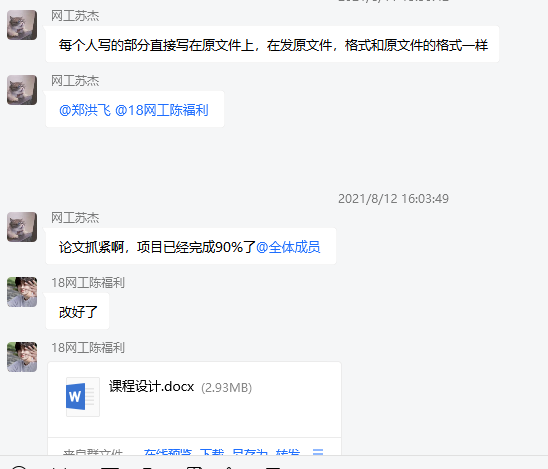 网工苏杰
每个人写的部分直接写在原文件上，在发原文件，格式和原文件的格式一样
网工苏杰
@郑洪飞 @18网工陈福利
2021/8/12 16:03:49
网工苏杰
论文抓紧啊，项目已经完成90%了@全体成员
18网工陈福利
改好了
18网工陈福利
课程设计.docx (2.93MB)
来自群文件 在线预览 下载 另存为 转发